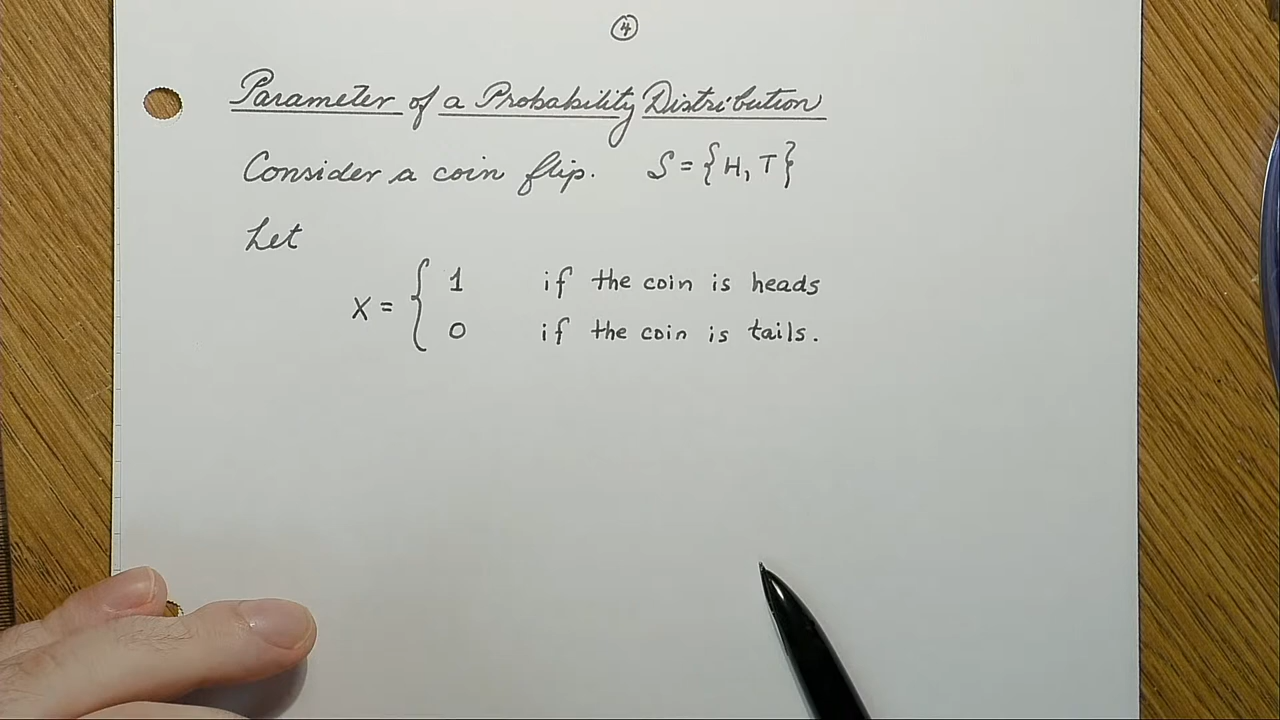 ④
Parameter of a Probability Distribution
Consider a coin flip. S = {H, T}
Let
X = { 1 if the coin is heads
0 if the coin is tails.